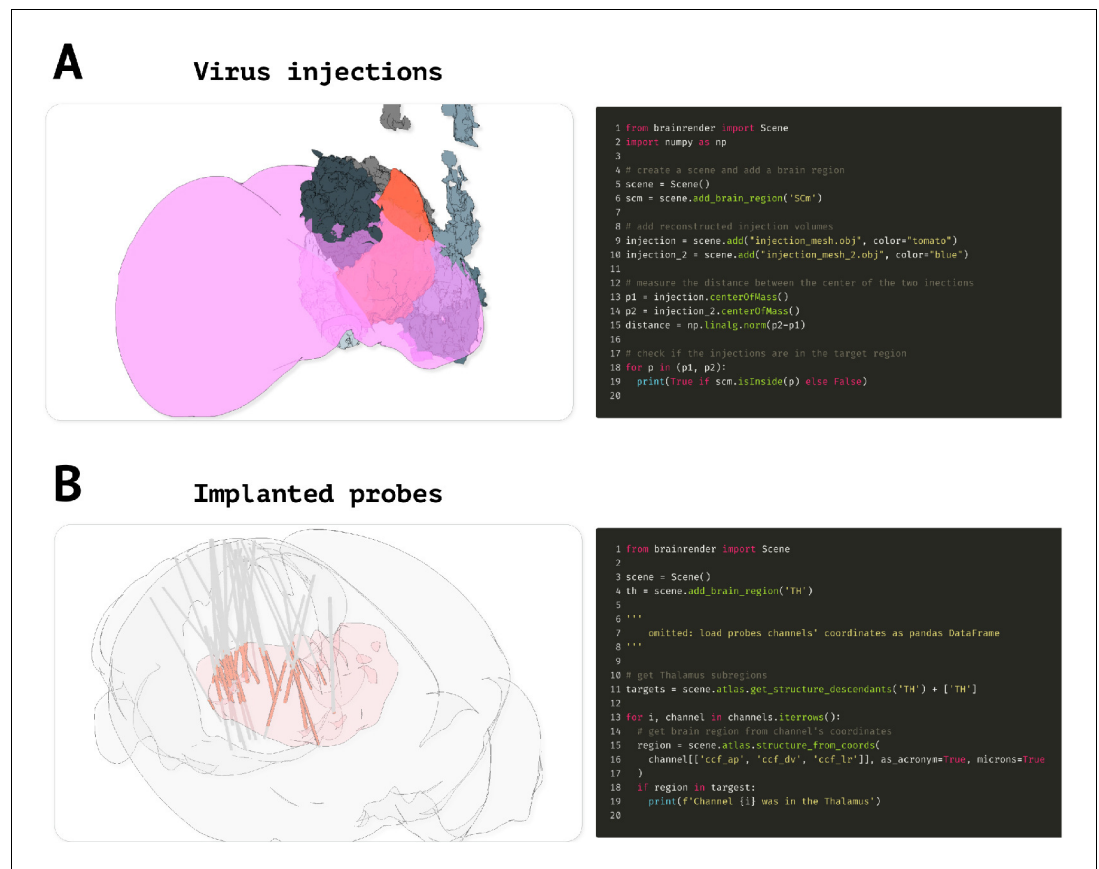 A
Virus injections
1 from brainrender import Scene
2 import numpy as np
3
4 # create a scene and add a brain region
5 scene = Scene()
6 scm = scene.add_brain_region('SCm')
7
8 # add reconstructed injection volumes
9 injection = scene.add("injection_mesh.obj", color="tomato")
10 injection_2 = scene.add("injection_mesh_2.obj", color="blue")
11
12 # measure the distance between the center of the two inections
13 p1 = injection.centerOfMass()
14 p2 = injection_2.centerOfMass()
15 distance = np.linalg.norm(p2-p1)
16
17 # check if the injections are in the target region
18 for p in (p1, p2):
19 print(True if scm.isInside(p) else False)
20
B
Implanted probes
1 from brainrender import Scene
2
3 scene = Scene()
4 th = scene.add_brain_region('TH')
5
6 '''
7 omitted: load probes channels' coordinates as pandas DataFrame
8 '''
9
10 # get Thalamus subregions
11 targets = scene.atlas.get_structure_descendants('TH') + ['TH']
12
13 for i, channel in channels.iterrows():
14 # get brain region from channel's coordinates
15 region = scene.atlas.structure_from_coords(
16 channel[['ccf_ap', 'ccf_dv', 'ccf_lr']], as_acronym=True, microns=True
17 )
18 if region in targest:
19 print(f'Channel {i} was in the Thalamus')
20